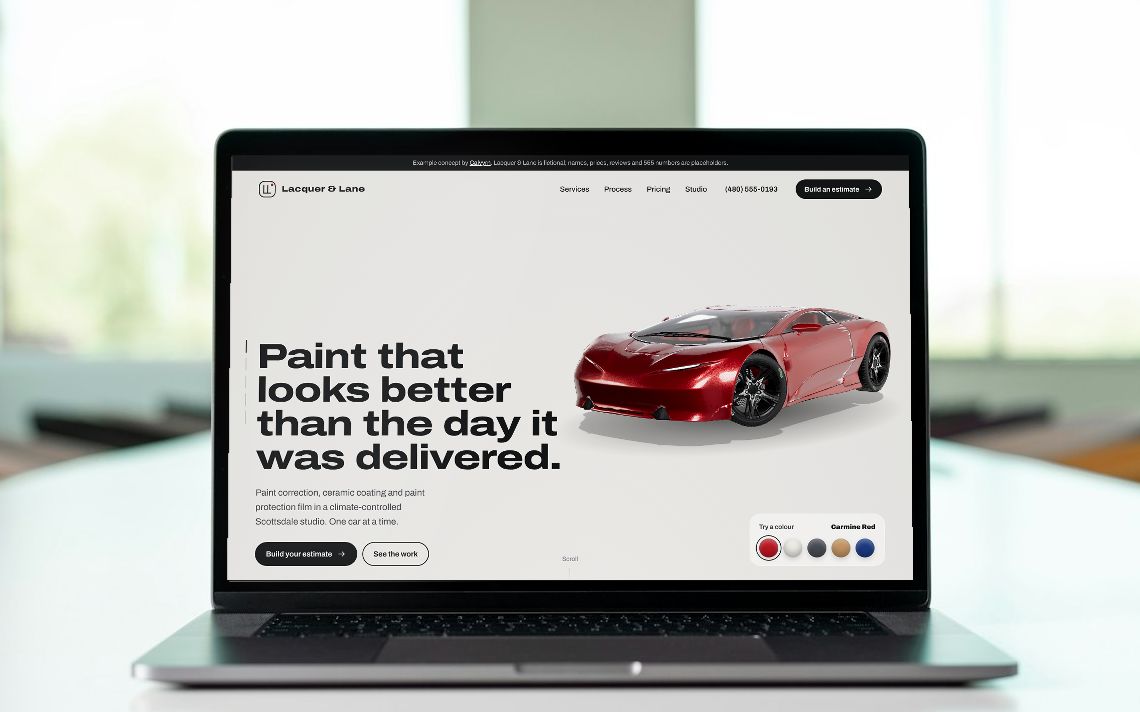 Example concept by Calvyn. Lacquer & Lane is fictional; names, prices, reviews and 555 numbers are placeholders.
LL Lacquer & Lane
Services Process Pricing Studio (480) 555-0193 Build an estimate →
Paint that
looks better
than the day it
was delivered.
Paint correction, ceramic coating and paint
protection film in a climate-controlled
Scottsdale studio. One car at a time.
Build your estimate → See the work
Scroll
Try a colour Carmine Red